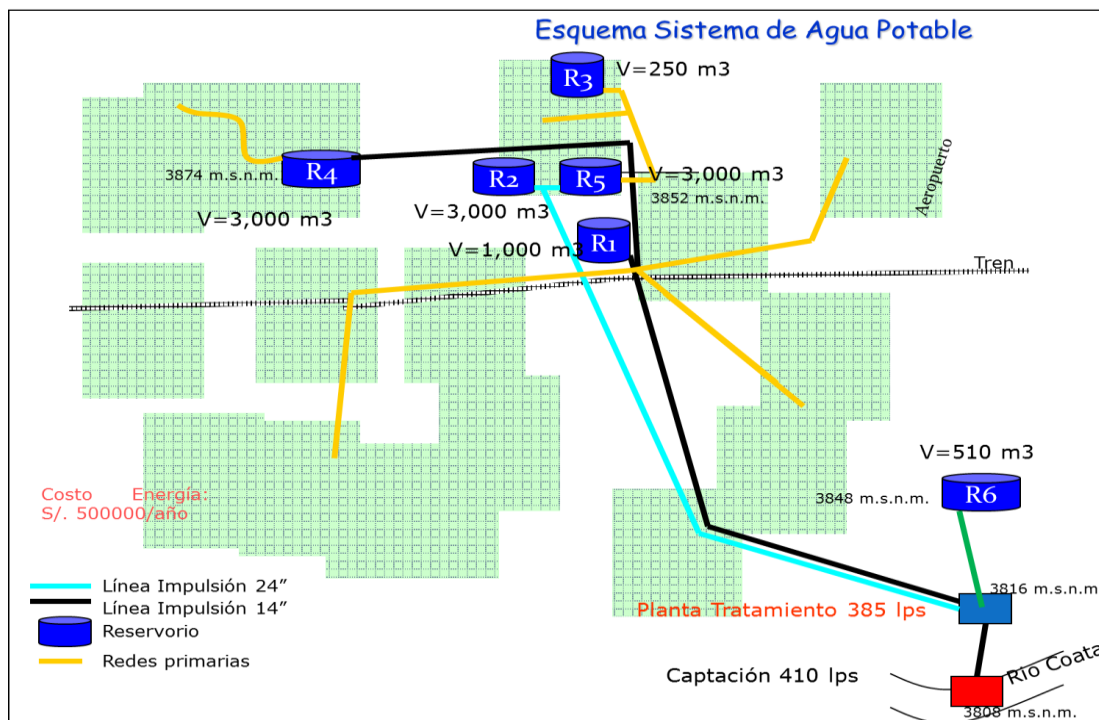 Esquema Sistema de Agua Potable
R3
V=250 m3
R4
3874 m.s.n.m.
V=3,000 m3
R2
V=3,000 m3
R5
V=3,000 m3
3852 m.s.n.m.
R1
V=1,000 m3
Aeropuerto
Tren
V=510 m3
R6
3848 m.s.n.m.
Costo Energía:
S/. 500000/año
Línea Impulsión 24”
Línea Impulsión 14”
Reservorio
Redes primarias
3816 m.s.n.m
Planta Tratamiento 385 lps
Captación 410 lps
Rio Coata
3808 m.s.n.m.